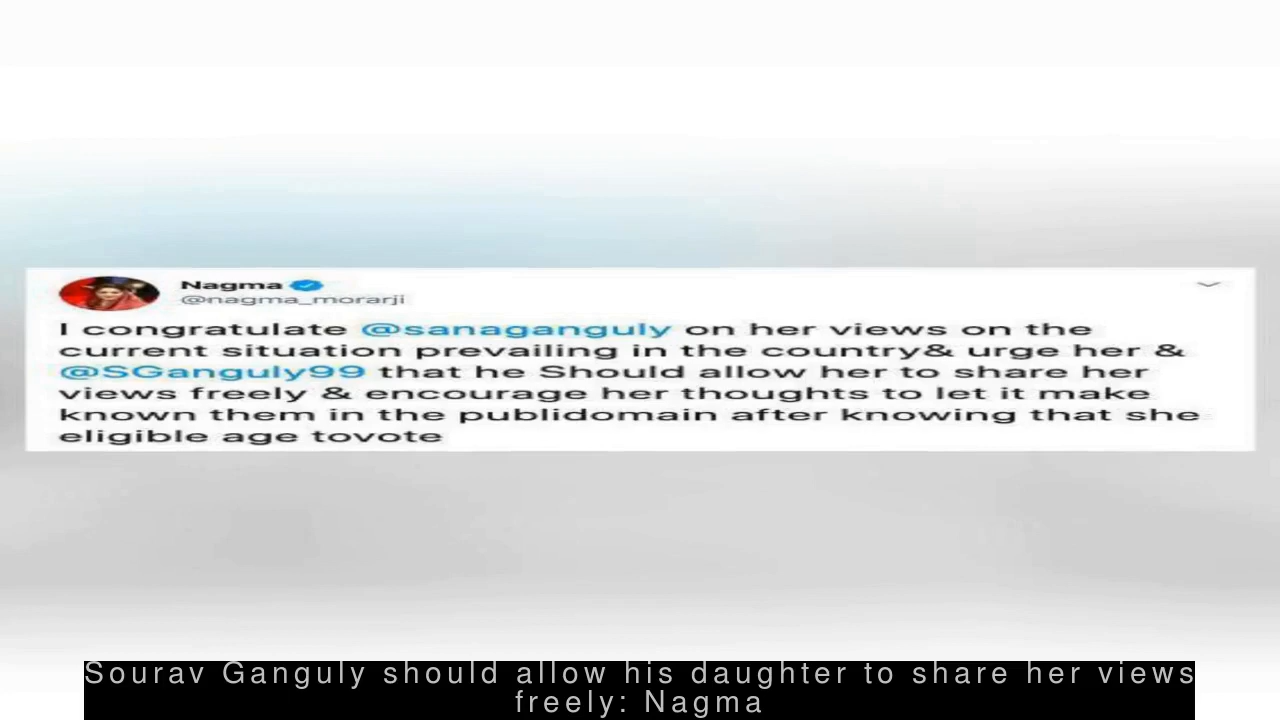 Nagma
@nagma_morarji
I congratulate @sanaganguly on her views on the
current situation prevailing in the country& urge her &
@SGanguly99 that he Should allow her to share her
views freely & encourage her thoughts to let it make
known them in the publidomain after knowing that she
eligible age tovote
Sourav Ganguly should allow his daughter to share her views
freely: Nagma